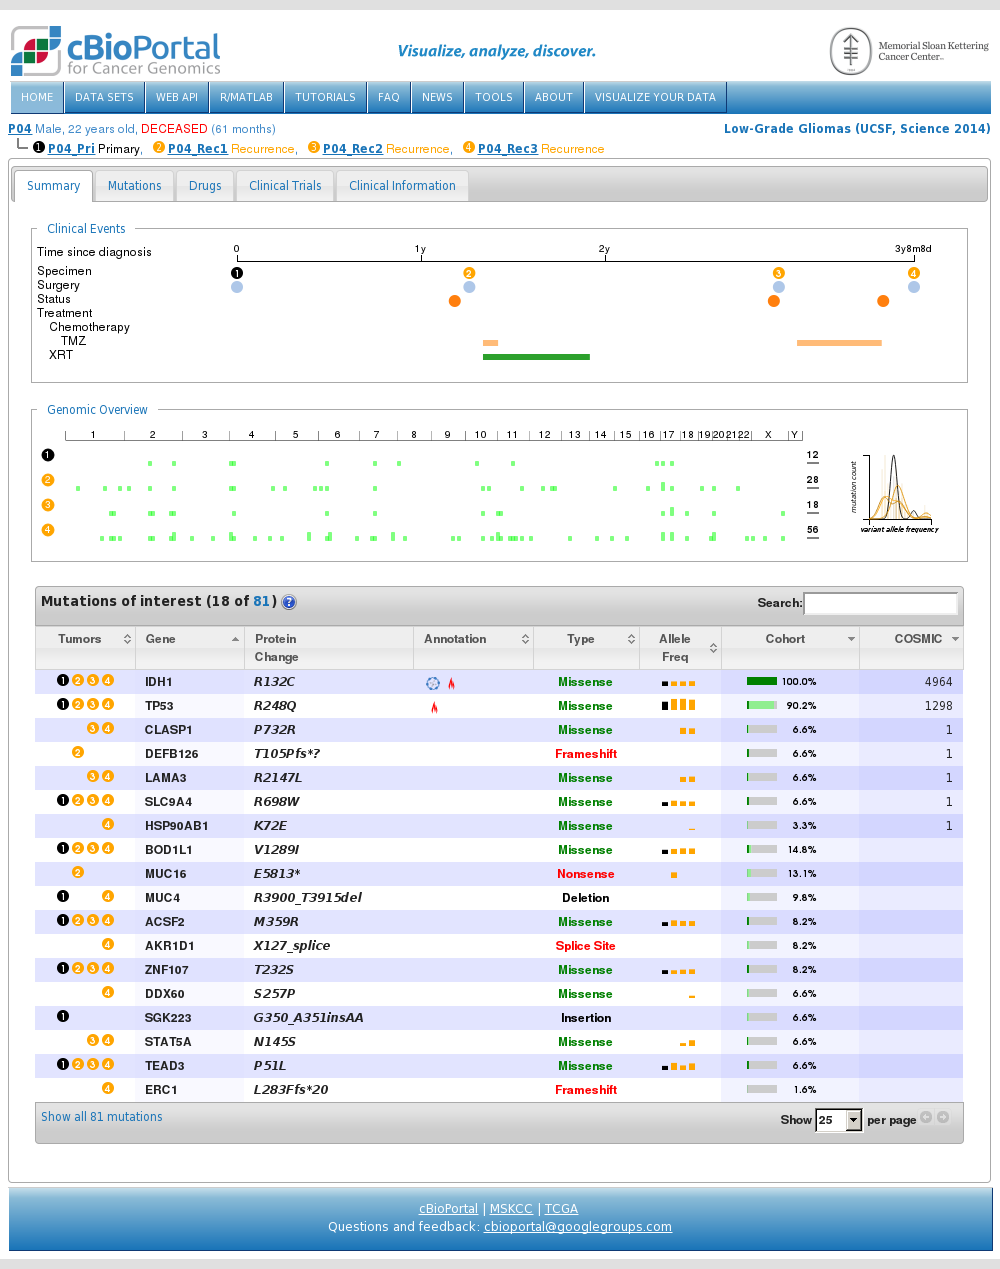 cBioPortal
for Cancer Genomics
Visualize, analyze, discover.
Memorial Sloan Kettering
Cancer Center
HOME DATA SETS WEB API R/MATLAB TUTORIALS FAQ NEWS TOOLS ABOUT VISUALIZE YOUR DATA
P04 Male, 22 years old, DECEASED (61 months) Low-Grade Gliomas (UCSF, Science 2014)
1 P04_Pri Primary, 2 P04_Rec1 Recurrence, 3 P04_Rec2 Recurrence, 4 P04_Rec3 Recurrence
Summary Mutations Drugs Clinical Trials Clinical Information
Clinical Events
Time since diagnosis 0 1y 2y 3y8m8d
Specimen 1 2 3 4
Surgery
Status
Treatment
Chemotherapy
TMZ
XRT
Genomic Overview
1 2 3 4 5 6 7 8 9 10 11 12 13 14 15 16 17 18 19 20 21 22 X Y
1 12
2 28
3 18
4 56
mutation count
variant allele frequency
Mutations of interest (18 of 81) ? Search:
Tumors Gene Protein Change Annotation Type Allele Freq Cohort COSMIC
1 2 3 4 IDH1 R132C Missense 100.0% 4964
1 2 3 4 TP53 R248Q Missense 90.2% 1298
3 4 CLASP1 P732R Missense 6.6% 1
2 DEFB126 T105Pfs*? Frameshift 6.6% 1
3 4 LAMA3 R2147L Missense 6.6% 1
1 2 3 4 SLC9A4 R698W Missense 6.6% 1
4 HSP90AB1 K72E Missense 3.3% 1
1 2 3 4 BOD1L1 V1289I Missense 14.8%
2 MUC16 E5813* Nonsense 13.1%
1 4 MUC4 R3900_T3915del Deletion 9.8%
1 2 3 4 ACSF2 M359R Missense 8.2%
4 AKR1D1 X127_splice Splice Site 8.2%
1 2 3 4 ZNF107 T232S Missense 8.2%
4 DDX60 S257P Missense 6.6%
1 SGK223 G350_A351insAA Insertion 6.6%
3 4 STAT5A N145S Missense 6.6%
1 2 3 4 TEAD3 P51L Missense 6.6%
4 ERC1 L283Ffs*20 Frameshift 1.6%
Show all 81 mutations Show 25 per page
cBioPortal | MSKCC | TCGA
Questions and feedback: cbioportal@googlegroups.com